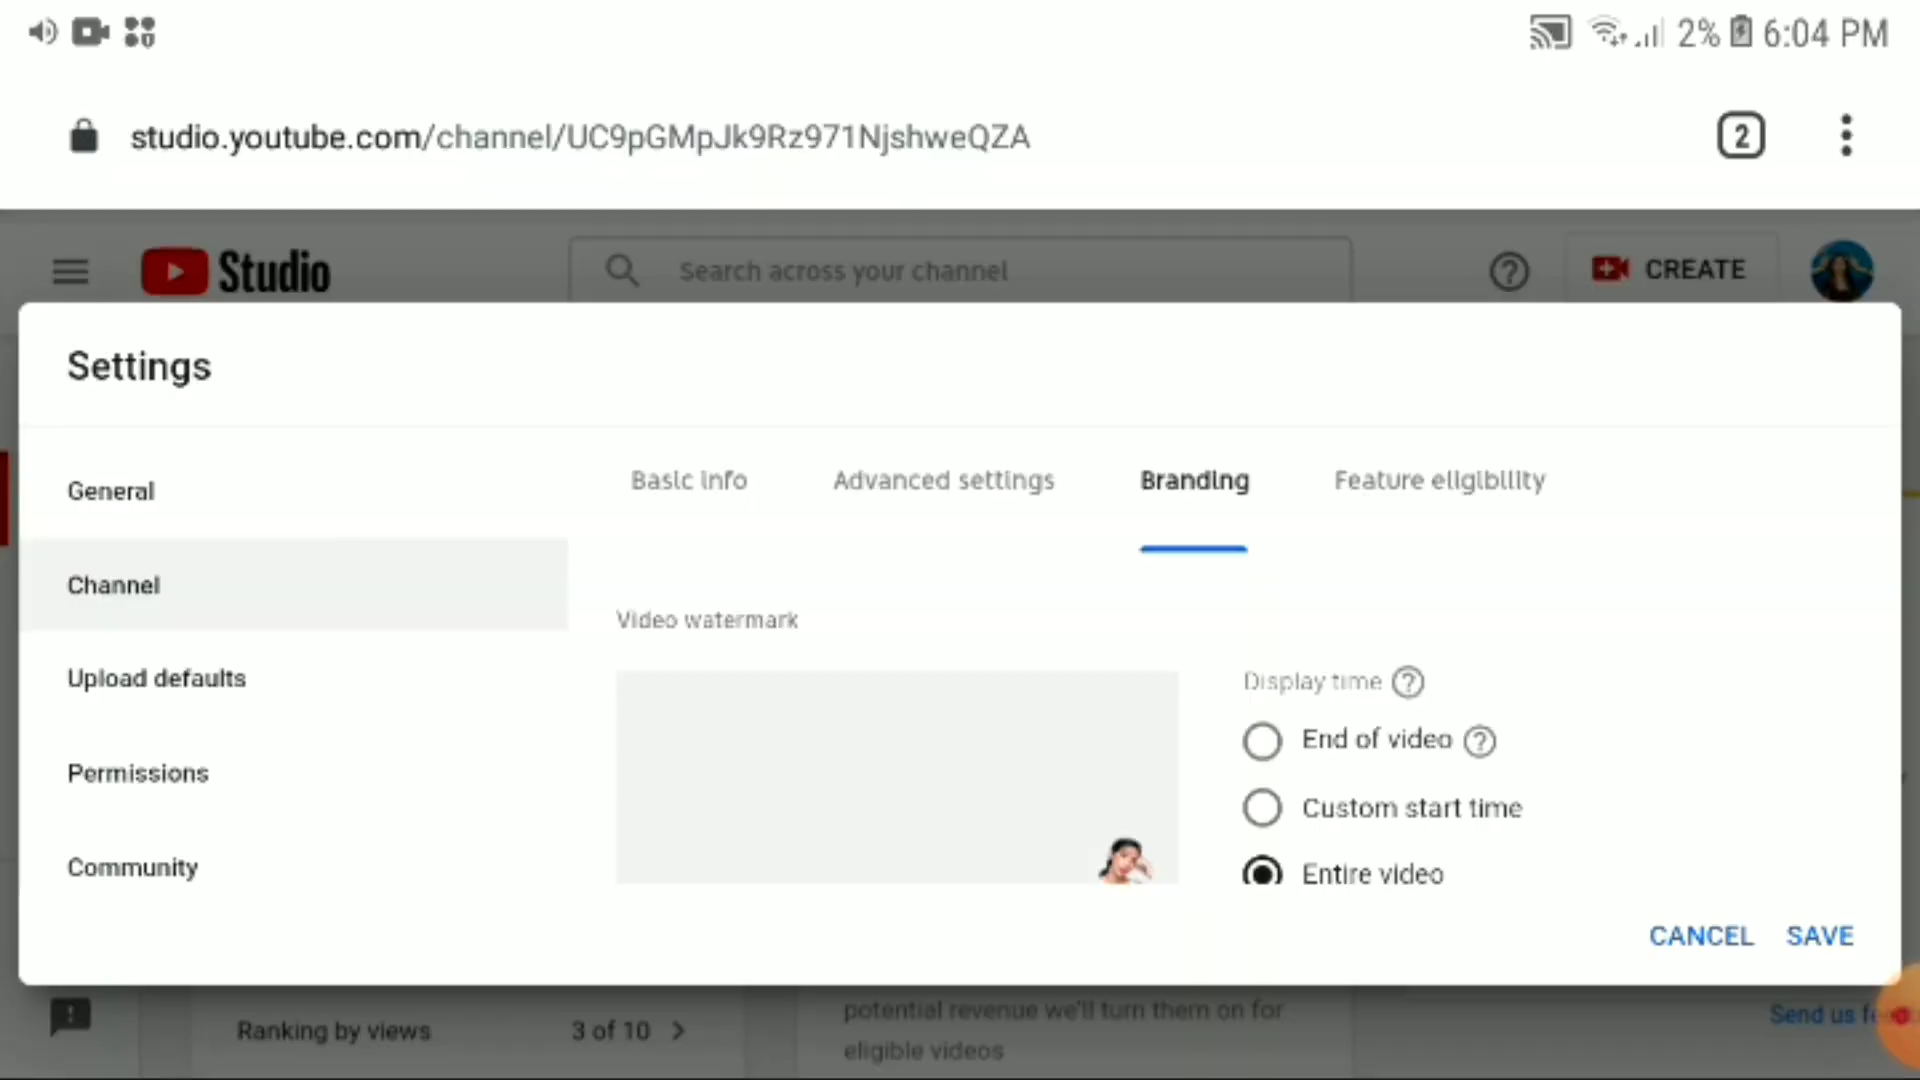 2% 6:04 PM
studio.youtube.com/channel/UC9pGMpJk9Rz971NjshweQZA
2
Studio
Search across your channel
CREATE
Settings
General
Basic info
Advanced settings
Branding
Feature eligibility
Channel
Video watermark
Upload defaults
Display time
End of video
Permissions
Custom start time
Community
Entire video
CANCEL
SAVE
Ranking by views
3 of 10
potential revenue we'll turn them on for
eligible videos
Send us